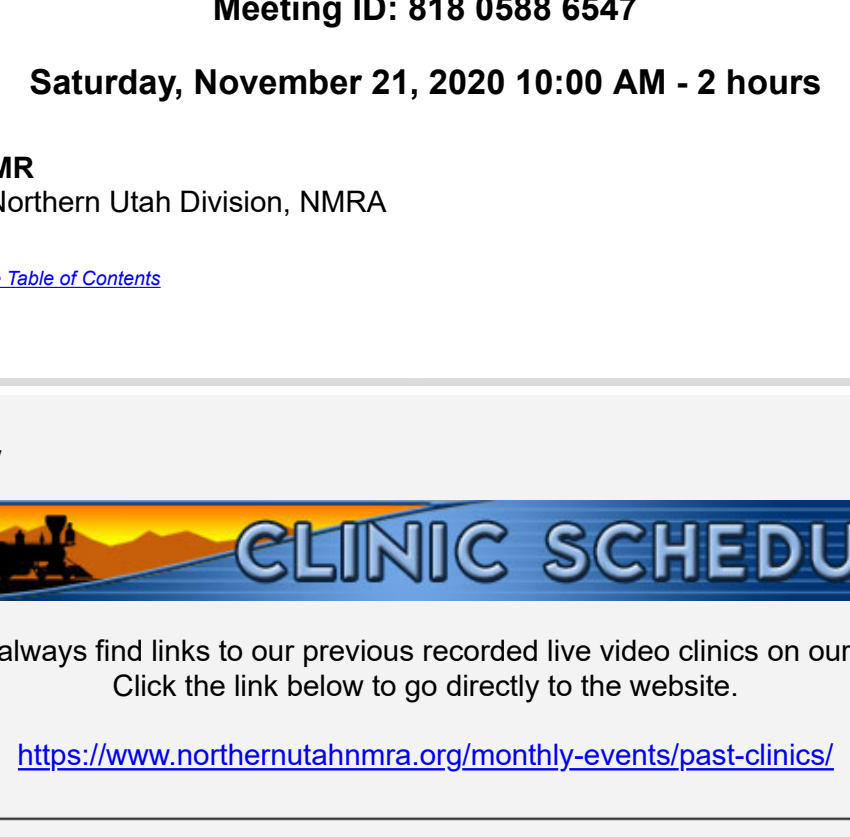 Meeting ID: 818 0588 6547
Saturday, November 21, 2020 10:00 AM - 2 hours
MR
Northern Utah Division, NMRA
Table of Contents
CLINIC SCHEDU
always find links to our previous recorded live video clinics on our
Click the link below to go directly to the website.
https://www.northernutahnmra.org/monthly-events/past-clinics/